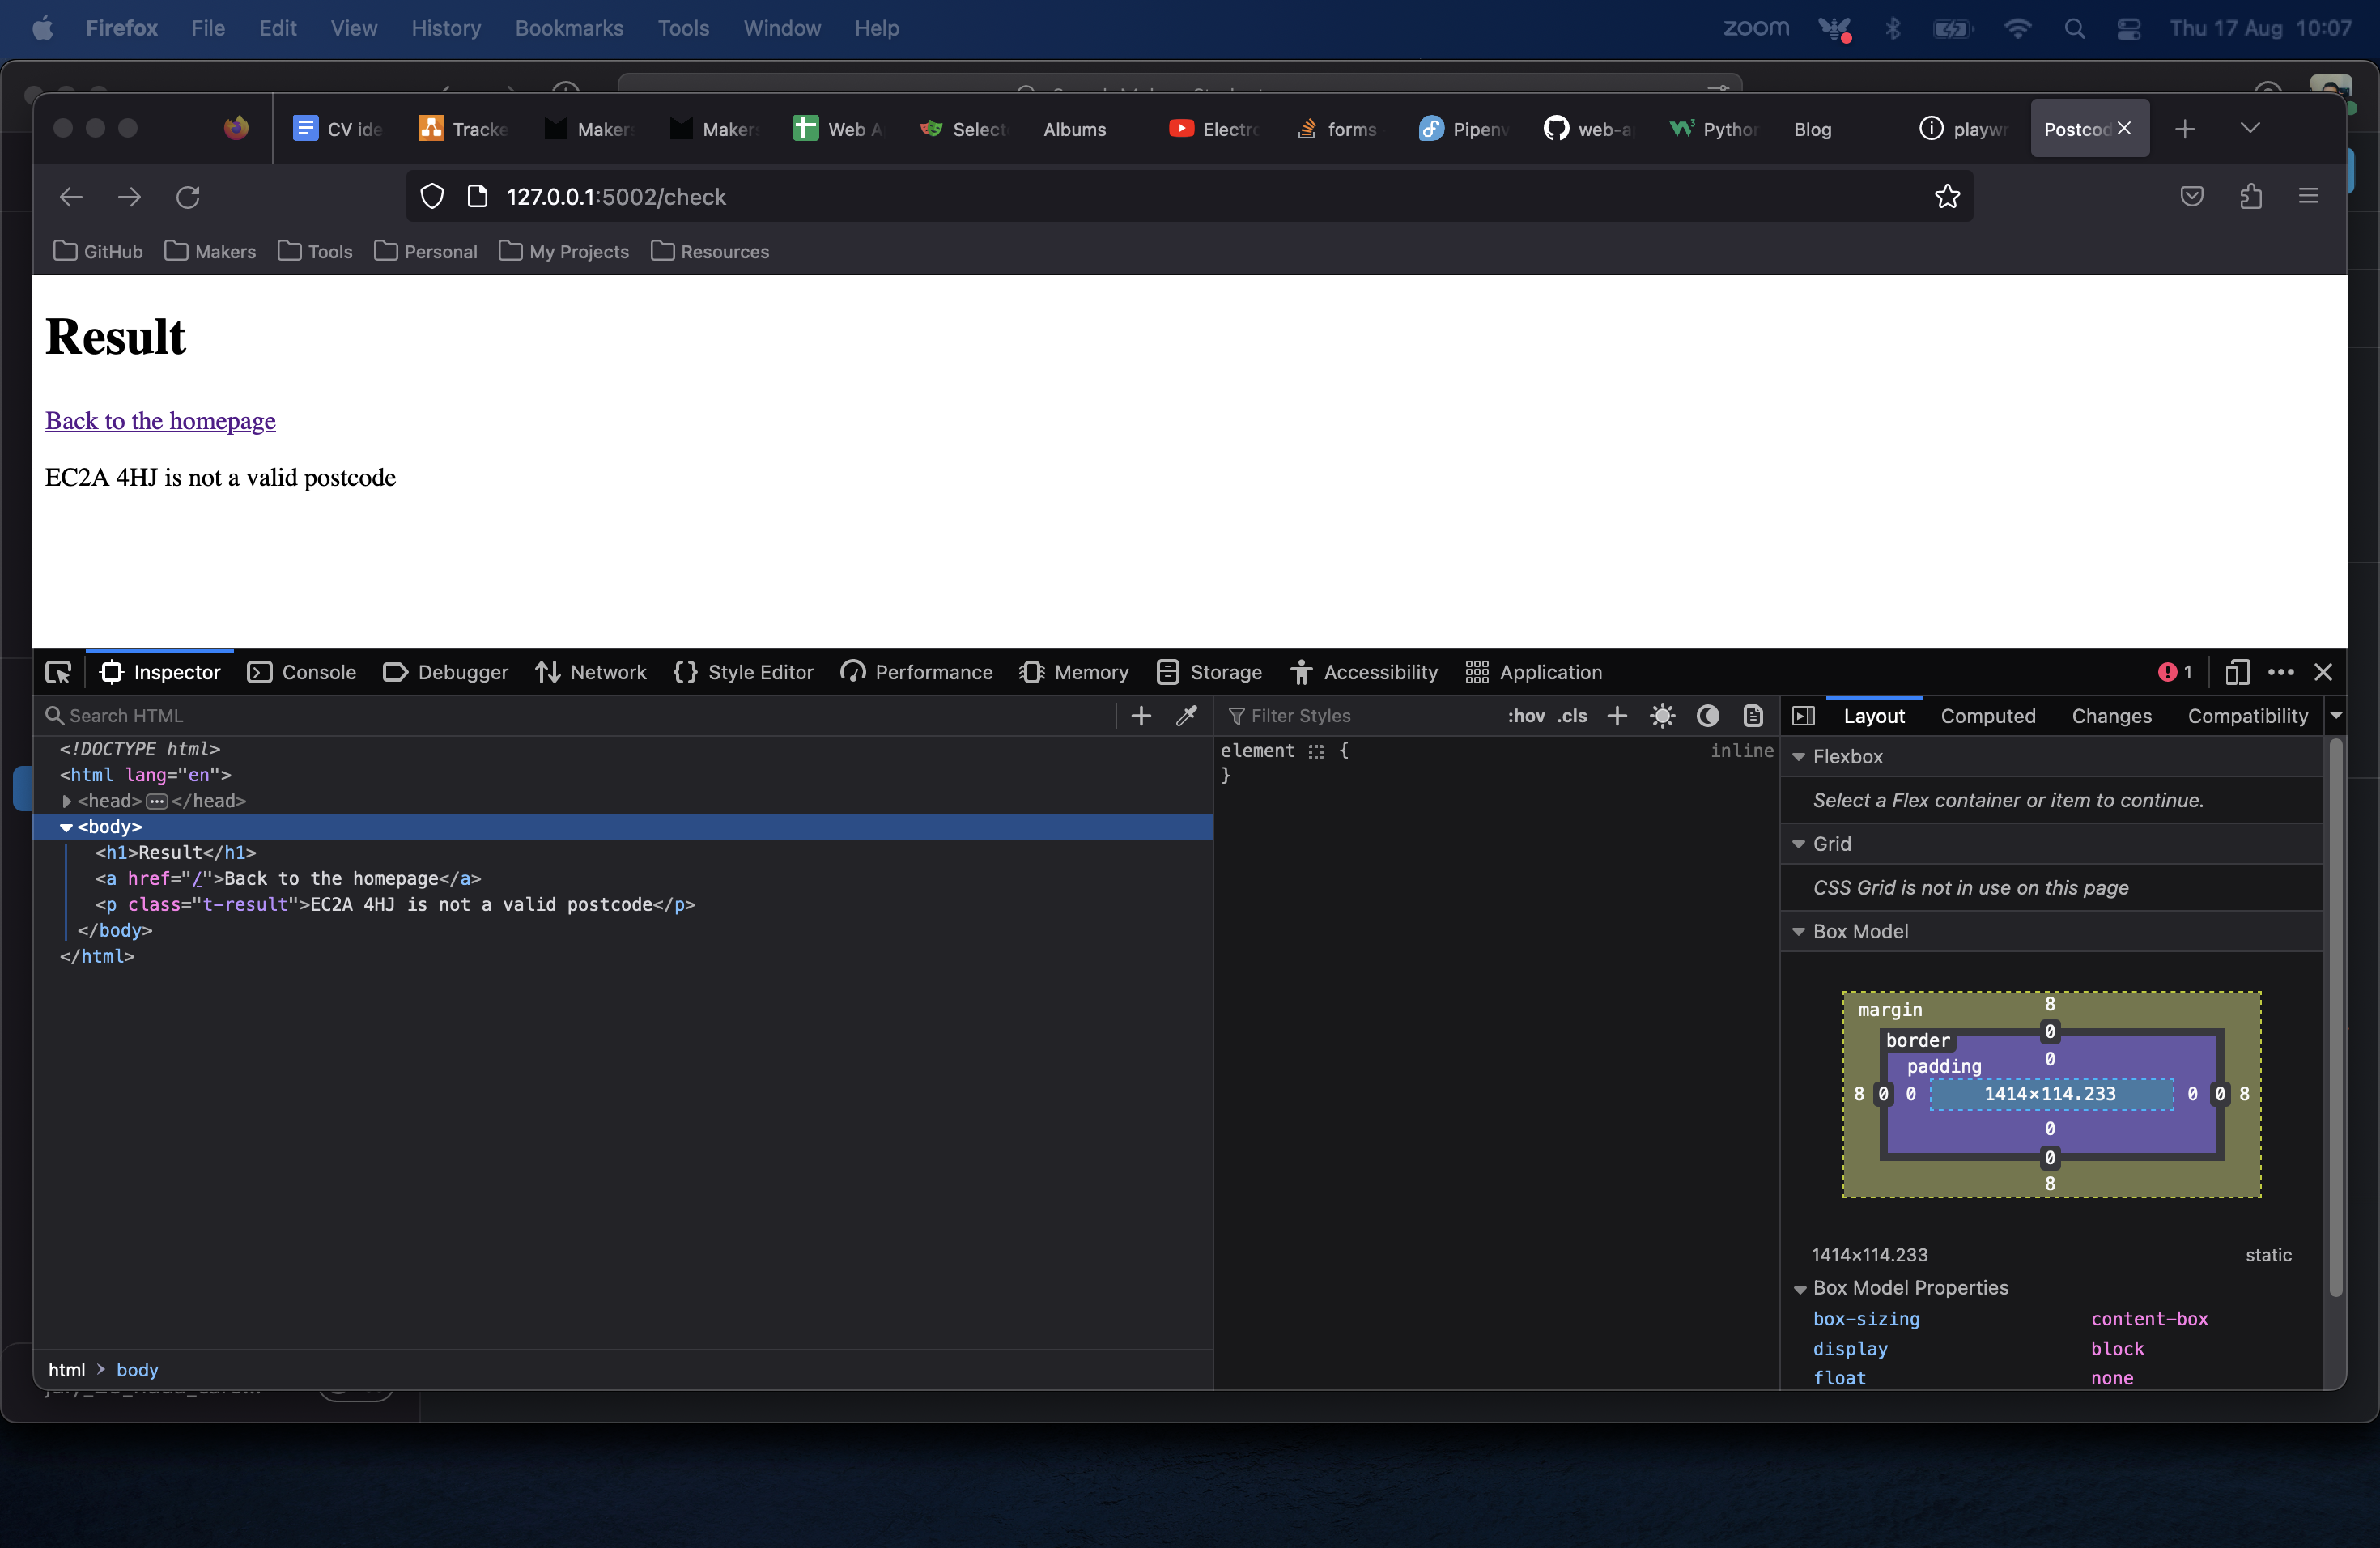 Firefox File Edit View History Bookmarks Tools Window Help zoom Thu 17 Aug 10:07
CV ide Tracke Makers Makers Web A Select Albums Electro forms Pipenv web-a Python Blog playwr Postcod
127.0.0.1:5002/check
GitHub Makers Tools Personal My Projects Resources
Result
Back to the homepage
EC2A 4HJ is not a valid postcode
Inspector Console Debugger Network Style Editor Performance Memory Storage Accessibility Application 1
Search HTML
<!DOCTYPE html>
<html lang="en">
<head>•••</head>
<body>
<h1>Result</h1>
<a href="/">Back to the homepage</a>
<p class="t-result">EC2A 4HJ is not a valid postcode</p>
</body>
</html>
html > body
Filter Styles :hov .cls
element { inline
}
Layout Computed Changes Compatibility
Flexbox
Select a Flex container or item to continue.
Grid
CSS Grid is not in use on this page
Box Model
margin 8
border 0
padding 0
8 0 0 1414×114.233 0 0 8
0
0
8
1414×114.233 static
Box Model Properties
box-sizing content-box
display block
float none